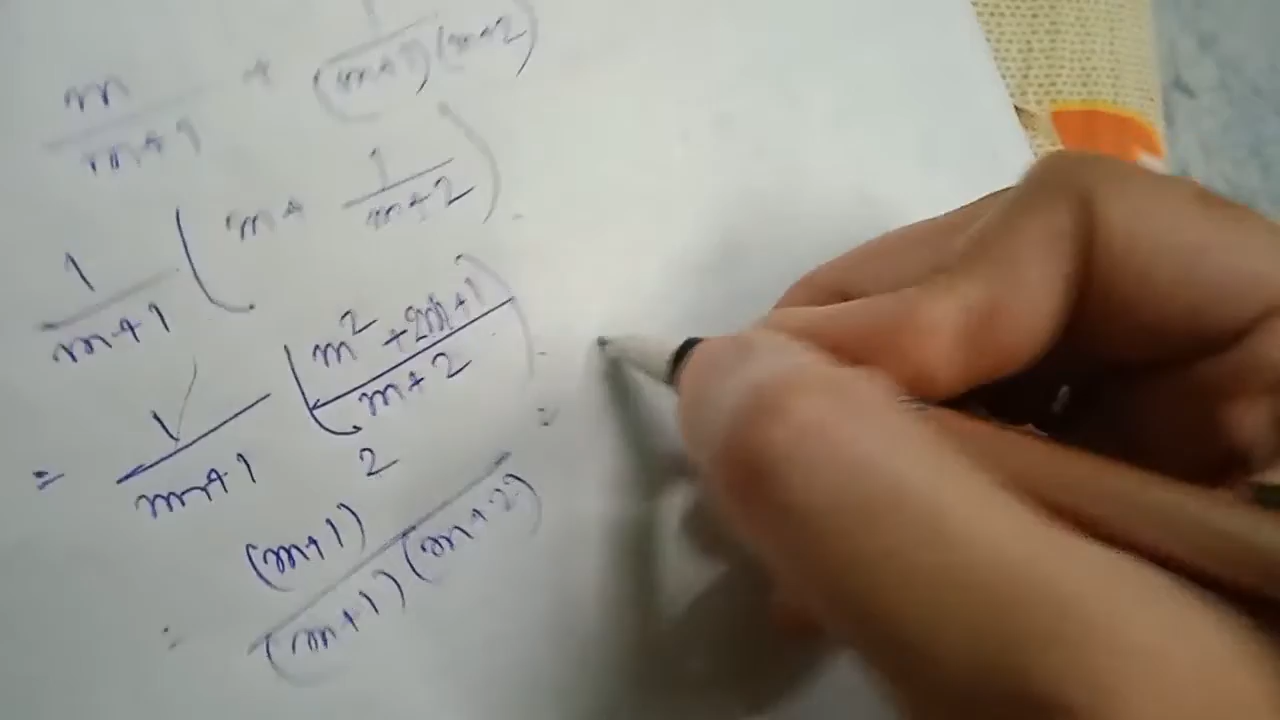 m/(m+1) + 1/((m+1)(m+2))
1/(m+1) (m + 1/(m+2))
= 1/(m+1) ((m²+2m+1)/(m+2))
= (m+1)²/((m+1)(m+2)) =